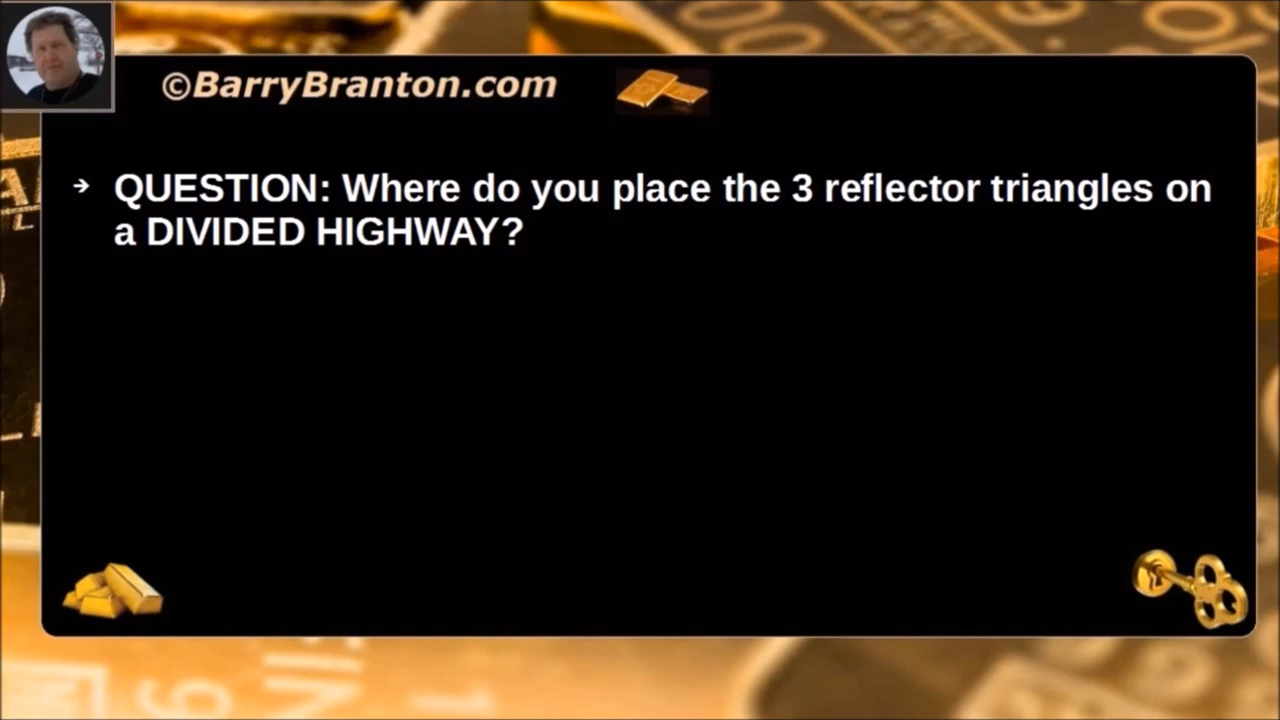 ©BarryBranton.com
QUESTION: Where do you place the 3 reflector triangles on
a DIVIDED HIGHWAY?